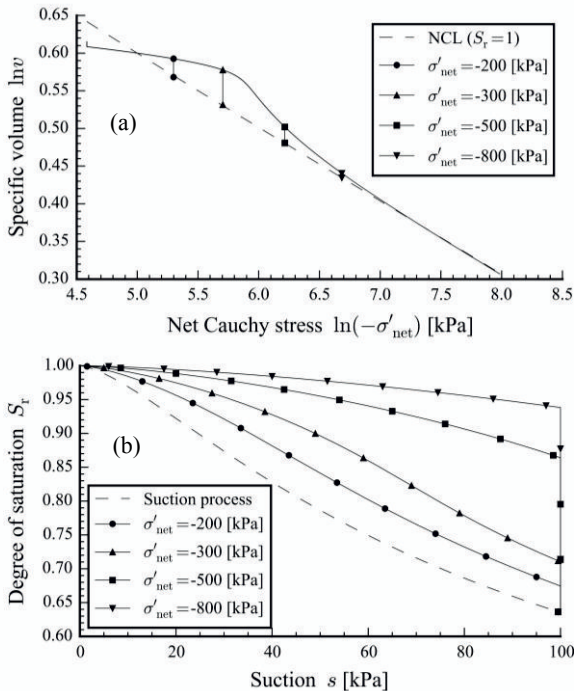 0.65
0.60
0.55
0.50
0.45
0.40
0.35
0.30
Specific volume lnv
(a)
NCL (Sr=1)
σ′net=-200 [kPa]
σ′net=-300 [kPa]
σ′net=-500 [kPa]
σ′net=-800 [kPa]
4.5 5.0 5.5 6.0 6.5 7.0 7.5 8.0 8.5
Net Cauchy stress ln(−σ′net) [kPa]
1.00
0.95
0.90
0.85
0.80
0.75
0.70
0.65
0.60
Degree of saturation Sr
(b)
Suction process
σ′net=-200 [kPa]
σ′net=-300 [kPa]
σ′net=-500 [kPa]
σ′net=-800 [kPa]
0 20 40 60 80 100
Suction s [kPa]